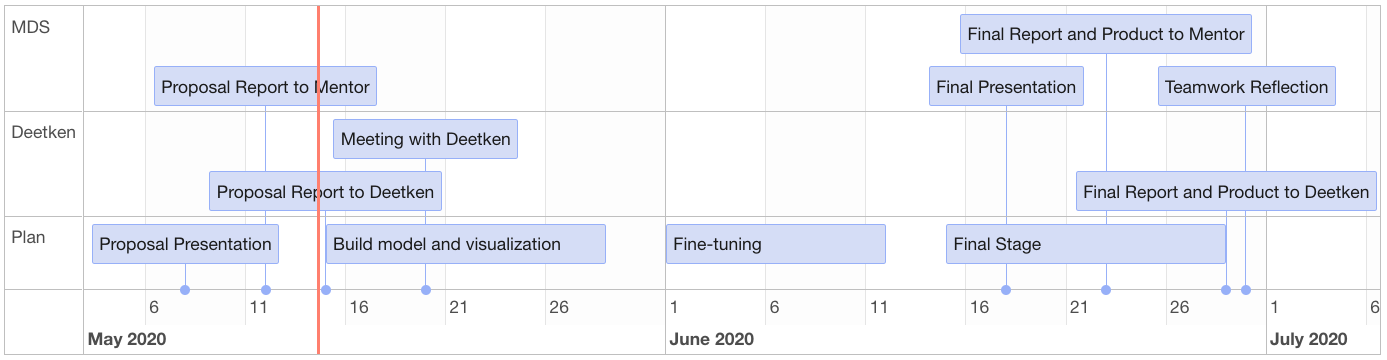 MDS
Final Report and Product to Mentor
Proposal Report to Mentor
Final Presentation
Teamwork Reflection
Deetken
Meeting with Deetken
Proposal Report to Deetken
Final Report and Product to Deetken
Plan
Proposal Presentation
Build model and visualization
Fine-tuning
Final Stage
6 11 16 21 26 1 6 11 16 21 26 1 6
May 2020 June 2020 July 2020